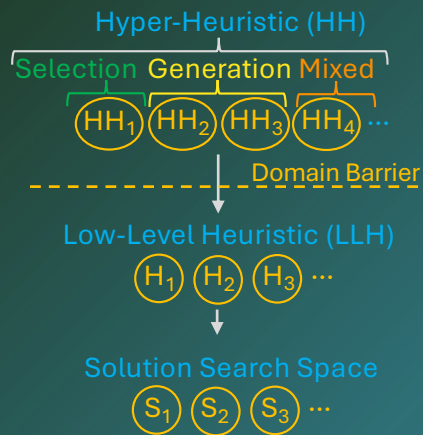 Hyper-Heuristic (HH)
Selection Generation Mixed
HH₁ HH₂ HH₃ HH₄ ...
Domain Barrier
Low-Level Heuristic (LLH)
H₁ H₂ H₃ ...
Solution Search Space
S₁ S₂ S₃ ...